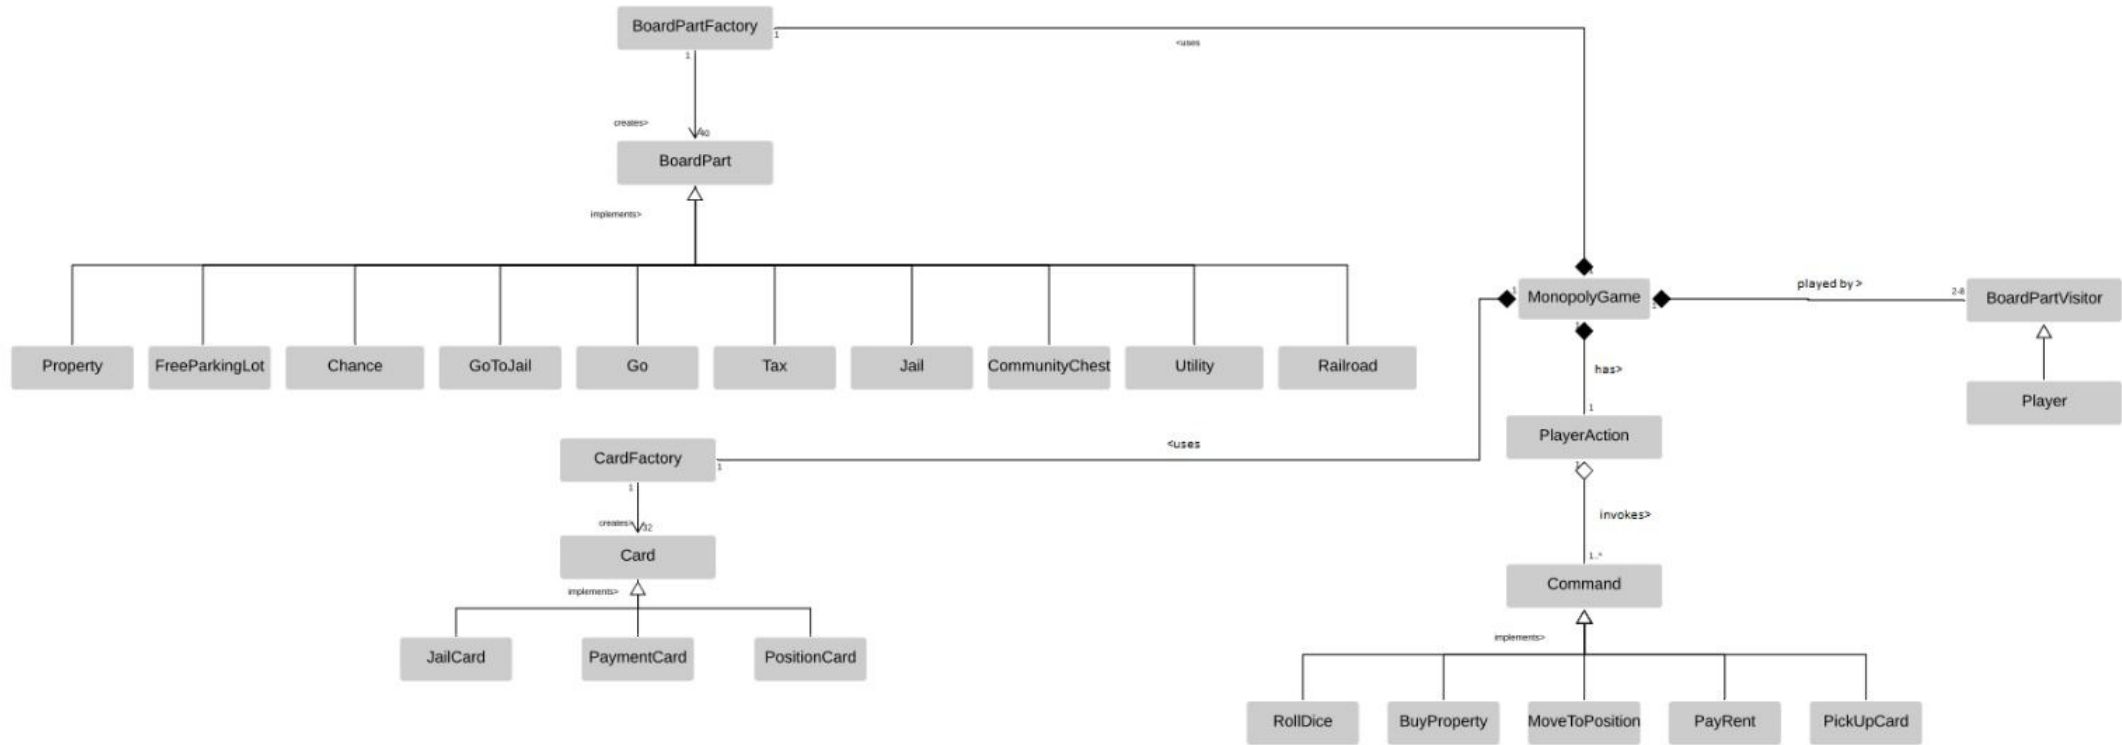 BoardPartFactory
1
<uses
1
creates>
40
BoardPart
implements>
MonopolyGame
1
played by >
2-8
BoardPartVisitor
has>
Property
FreeParkingLot
Chance
GoToJail
Go
Tax
Jail
CommunityChest
Utility
Railroad
Player
1
PlayerAction
<uses
CardFactory
1
1
creates>
32
Card
invokes>
1..*
Command
implements>
implements>
JailCard
PaymentCard
PositionCard
RollDice
BuyProperty
MoveToPosition
PayRent
PickUpCard